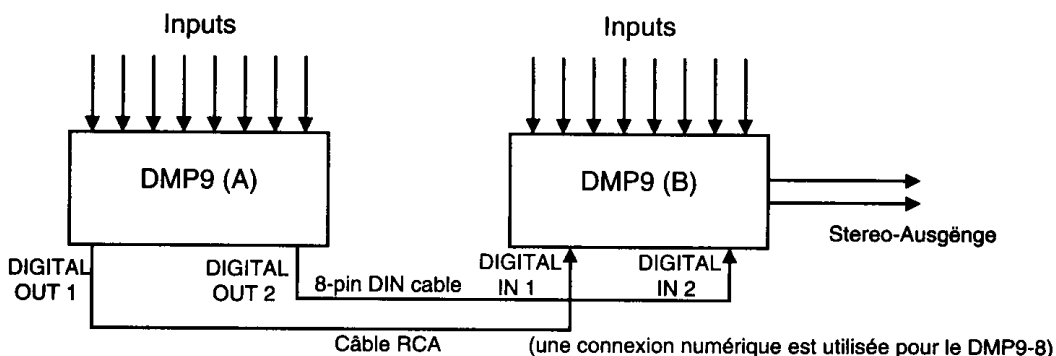 Inputs
Inputs
DMP9 (A)
DMP9 (B)
Stereo-Ausgënge
DIGITAL
OUT 1
DIGITAL
OUT 2
8-pin DIN cable
DIGITAL
IN 1
DIGITAL
IN 2
Câble RCA
(une connexion numérique est utilisée pour le DMP9-8)